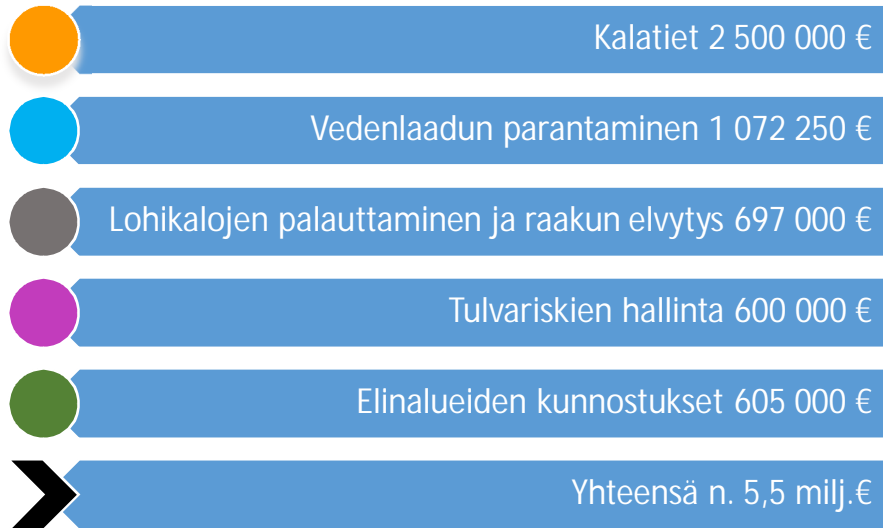 Kalatiet 2 500 000 €
Vedenlaadun parantaminen 1 072 250 €
Lohikalojen palauttaminen ja raakun elvytys 697 000 €
Tulvariskien hallinta 600 000 €
Elinalueiden kunnostukset 605 000 €
Yhteensä n. 5,5 milj.€